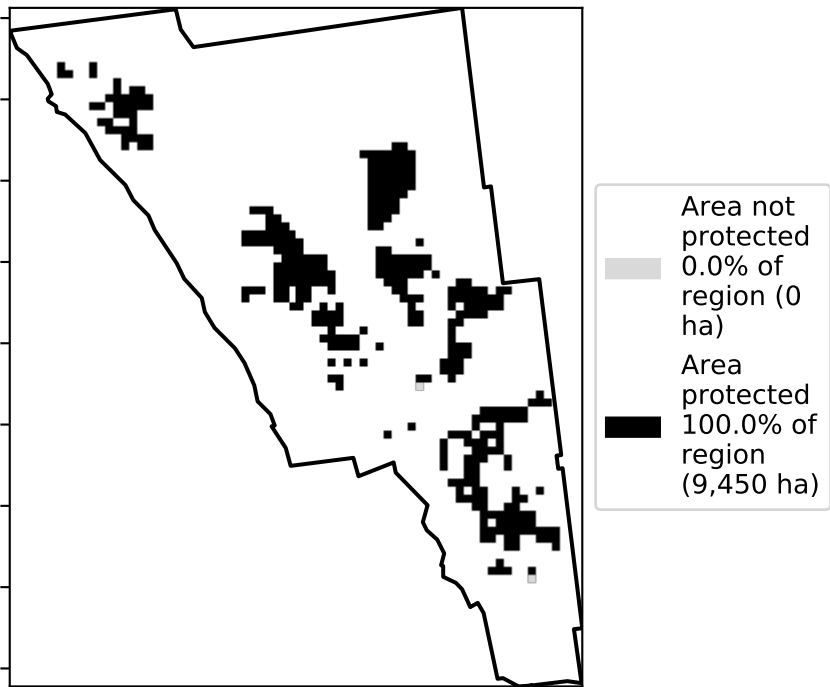 Area not
protected
0.0% of
region (0
ha)
Area
protected
100.0% of
region
(9,450 ha)